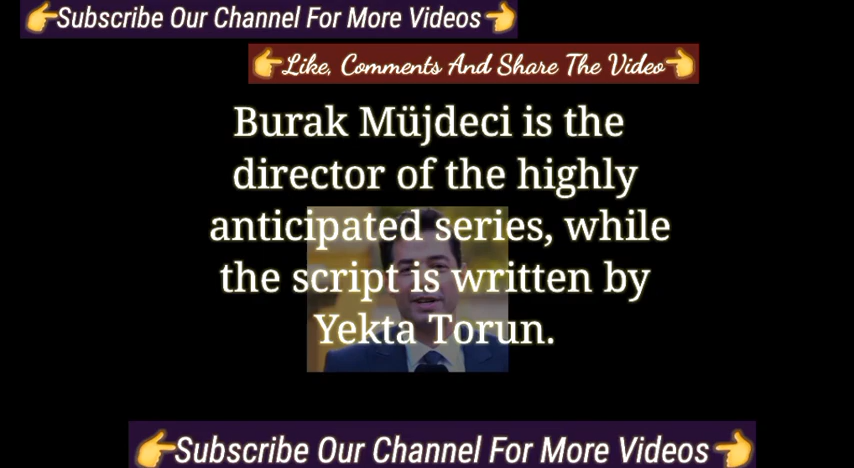 👉Subscribe Our Channel For More Videos👈
👉Like, Comments And Share The Video👈
Burak Müjdeci is the
director of the highly
anticipated series, while
the script is written by
Yekta Torun.
👉Subscribe Our Channel For More Videos👈